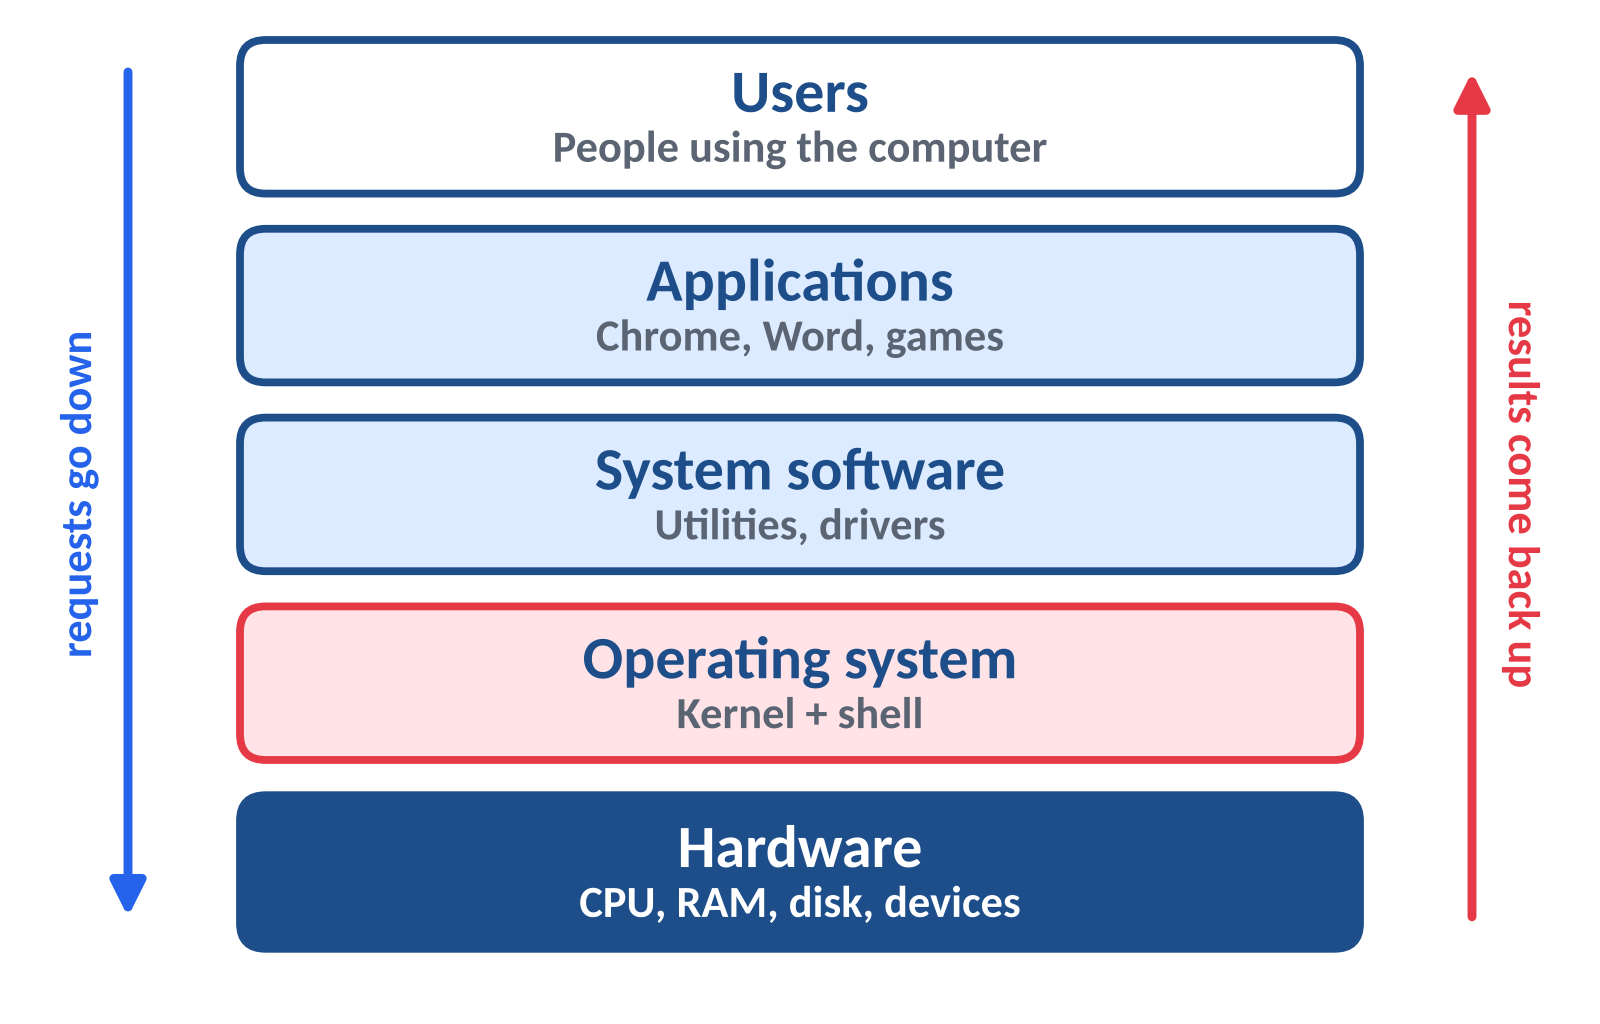 Users
People using the computer
Applications
Chrome, Word, games
System software
Utilities, drivers
Operating system
Kernel + shell
Hardware
CPU, RAM, disk, devices
requests go down
results come back up